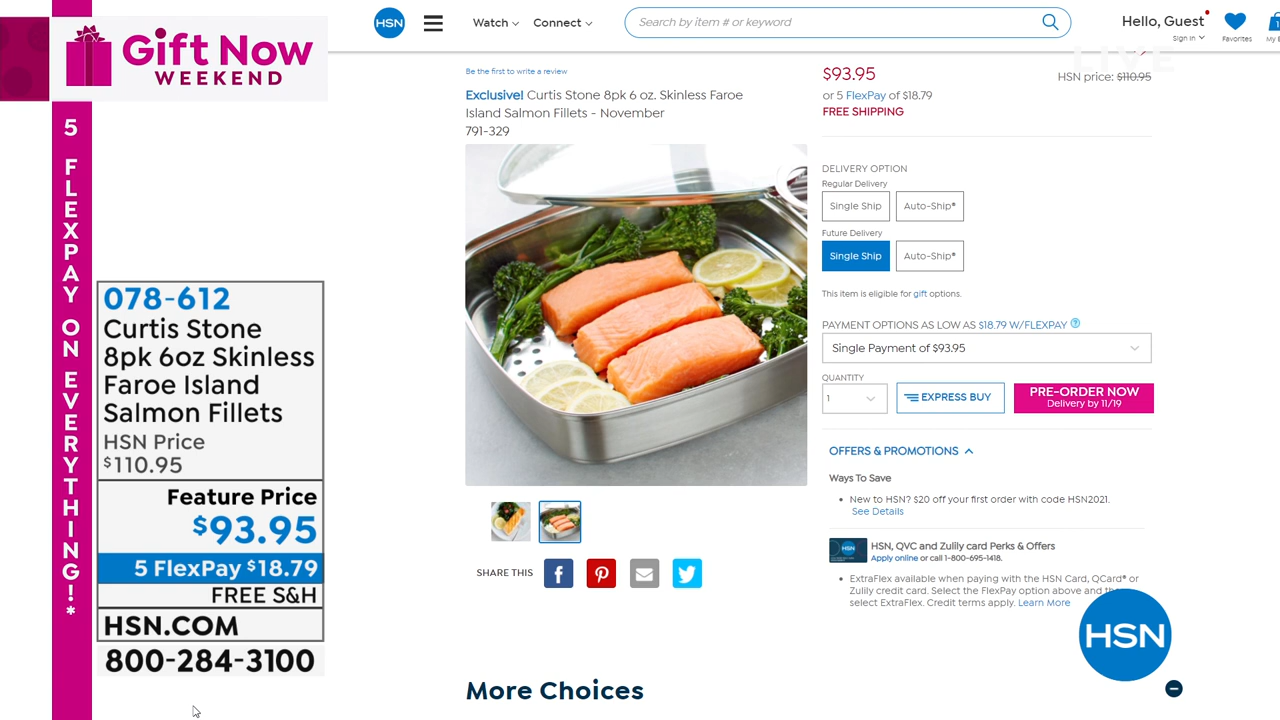 Gift Now
WEEKEND
5 FLEXPAY ON EVERYTHING!*
078-612
Curtis Stone
8pk 6oz Skinless
Faroe Island
Salmon Fillets
HSN Price
$110.95
Feature Price
$93.95
5 FlexPay $18.79
FREE S&H
HSN.COM
800-284-3100
HSN
Watch
Connect
Search by item # or keyword
Hello, Guest
Sign In
Favorites
LIVE
Be the first to write a review
Exclusive! Curtis Stone 8pk 6 oz. Skinless Faroe
Island Salmon Fillets - November
791-329
$93.95
HSN price: $110.95
or 5 FlexPay of $18.79
FREE SHIPPING
DELIVERY OPTION
Regular Delivery
Single Ship Auto-Ship®
Future Delivery
Single Ship Auto-Ship®
This item is eligible for gift options.
PAYMENT OPTIONS AS LOW AS $18.79 W/FLEXPAY ?
Single Payment of $93.95
QUANTITY
1
EXPRESS BUY
PRE-ORDER NOW
Delivery by 11/19
OFFERS & PROMOTIONS
Ways To Save
New to HSN? $20 off your first order with code HSN2021.
See Details
HSN
HSN, QVC and Zulily card Perks & Offers
Apply online or call 1-800-695-1418.
ExtraFlex available when paying with the HSN Card, QCard® or
Zulily credit card. Select the FlexPay option above and
select ExtraFlex. Credit terms apply. Learn More
SHARE THIS
HSN
More Choices